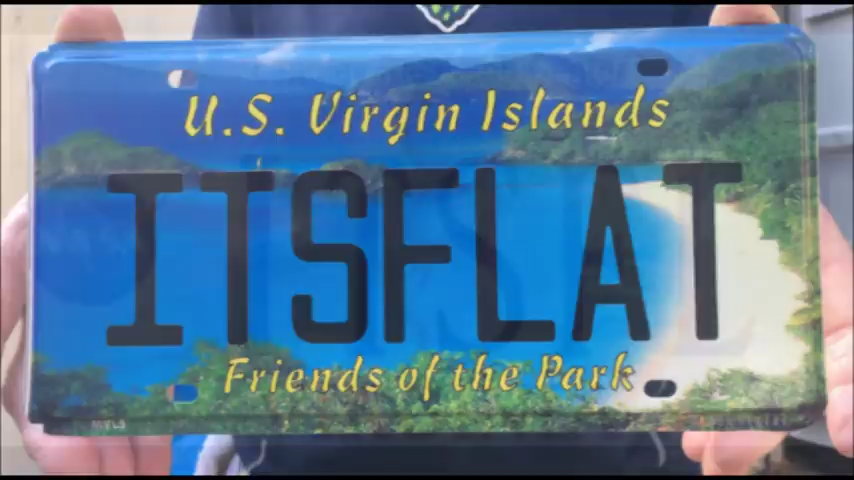 U.S. Virgin Islands
ITSFLAT
Friends of the Park